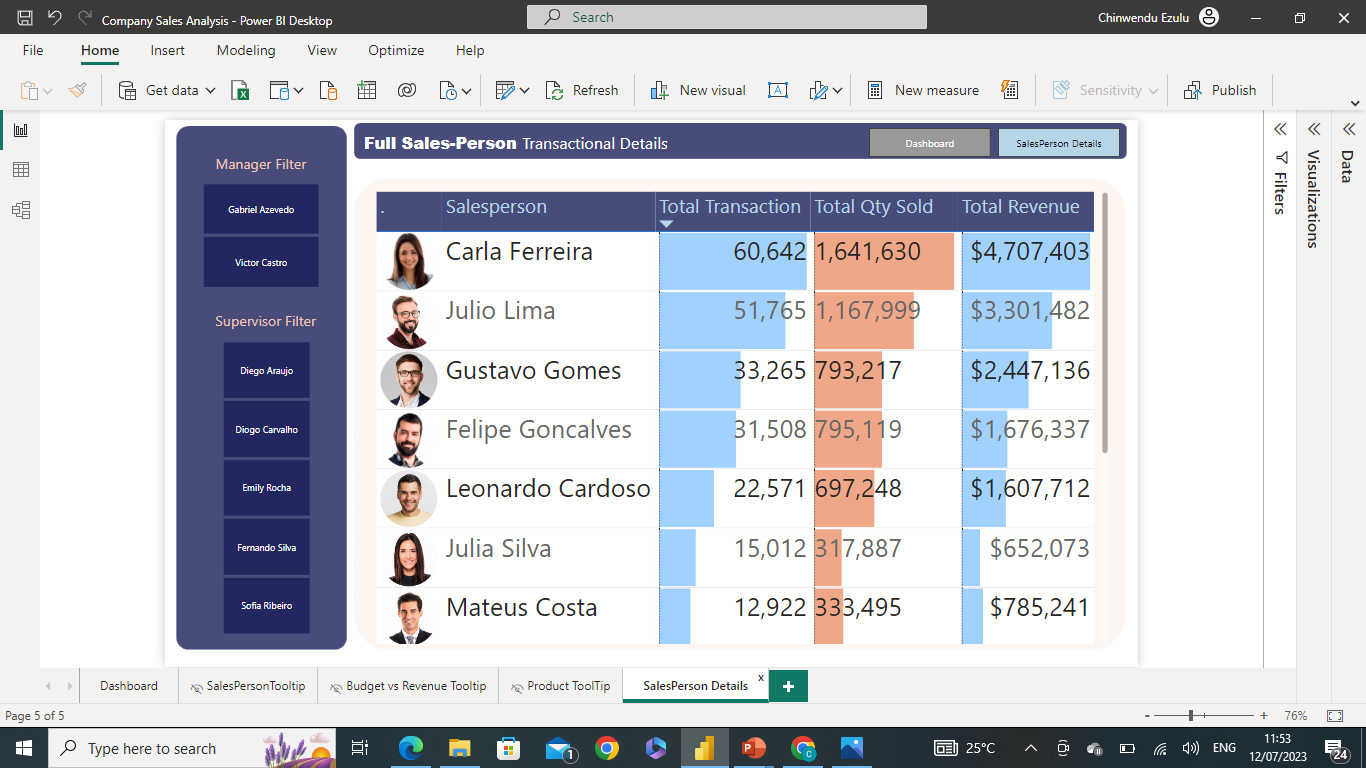 Company Sales Analysis - Power BI Desktop
Search
Chinwendu Ezulu
File Home Insert Modeling View Optimize Help
Get data Refresh New visual New measure Sensitivity Publish
Full Sales-Person Transactional Details
Dashboard SalesPerson Details
Manager Filter
Gabriel Azevedo
Victor Castro
Supervisor Filter
Diego Araujo
Diogo Carvalho
Emily Rocha
Fernando Silva
Sofia Ribeiro
. Salesperson Total Transaction Total Qty Sold Total Revenue
Carla Ferreira 60,642 1,641,630 $4,707,403
Julio Lima 51,765 1,167,999 $3,301,482
Gustavo Gomes 33,265 793,217 $2,447,136
Felipe Goncalves 31,508 795,119 $1,676,337
Leonardo Cardoso 22,571 697,248 $1,607,712
Julia Silva 15,012 317,887 $652,073
Mateus Costa 12,922 333,495 $785,241
Filters
Visualizations
Data
Dashboard SalesPersonTooltip Budget vs Revenue Tooltip Product ToolTip SalesPerson Details x +
Page 5 of 5
- + 76%
Type here to search
1
25°C
ENG
11:53
12/07/2023
24